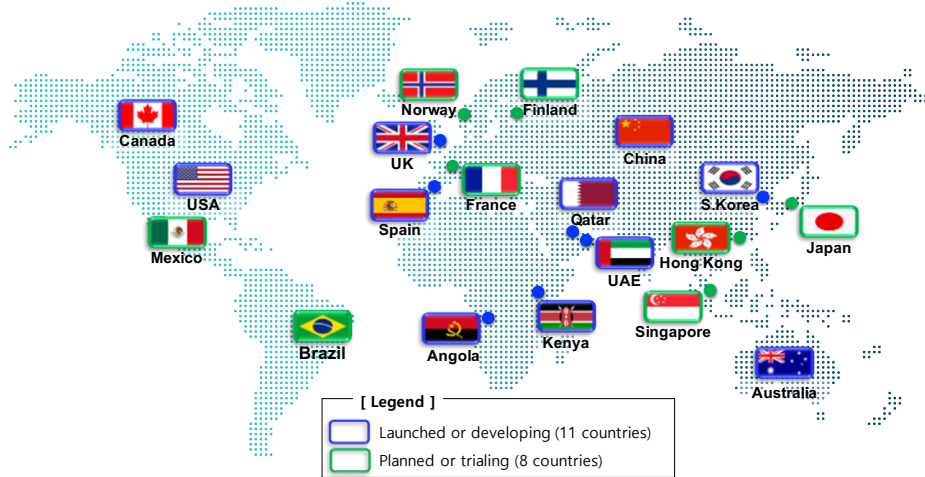 Norway
Finland
Canada
UK
China
USA
France
S.Korea
Spain
Qatar
Japan
Mexico
Hong Kong
UAE
Singapore
Brazil
Angola
Kenya
Australia
[ Legend ]
Launched or developing (11 countries)
Planned or trialing (8 countries)